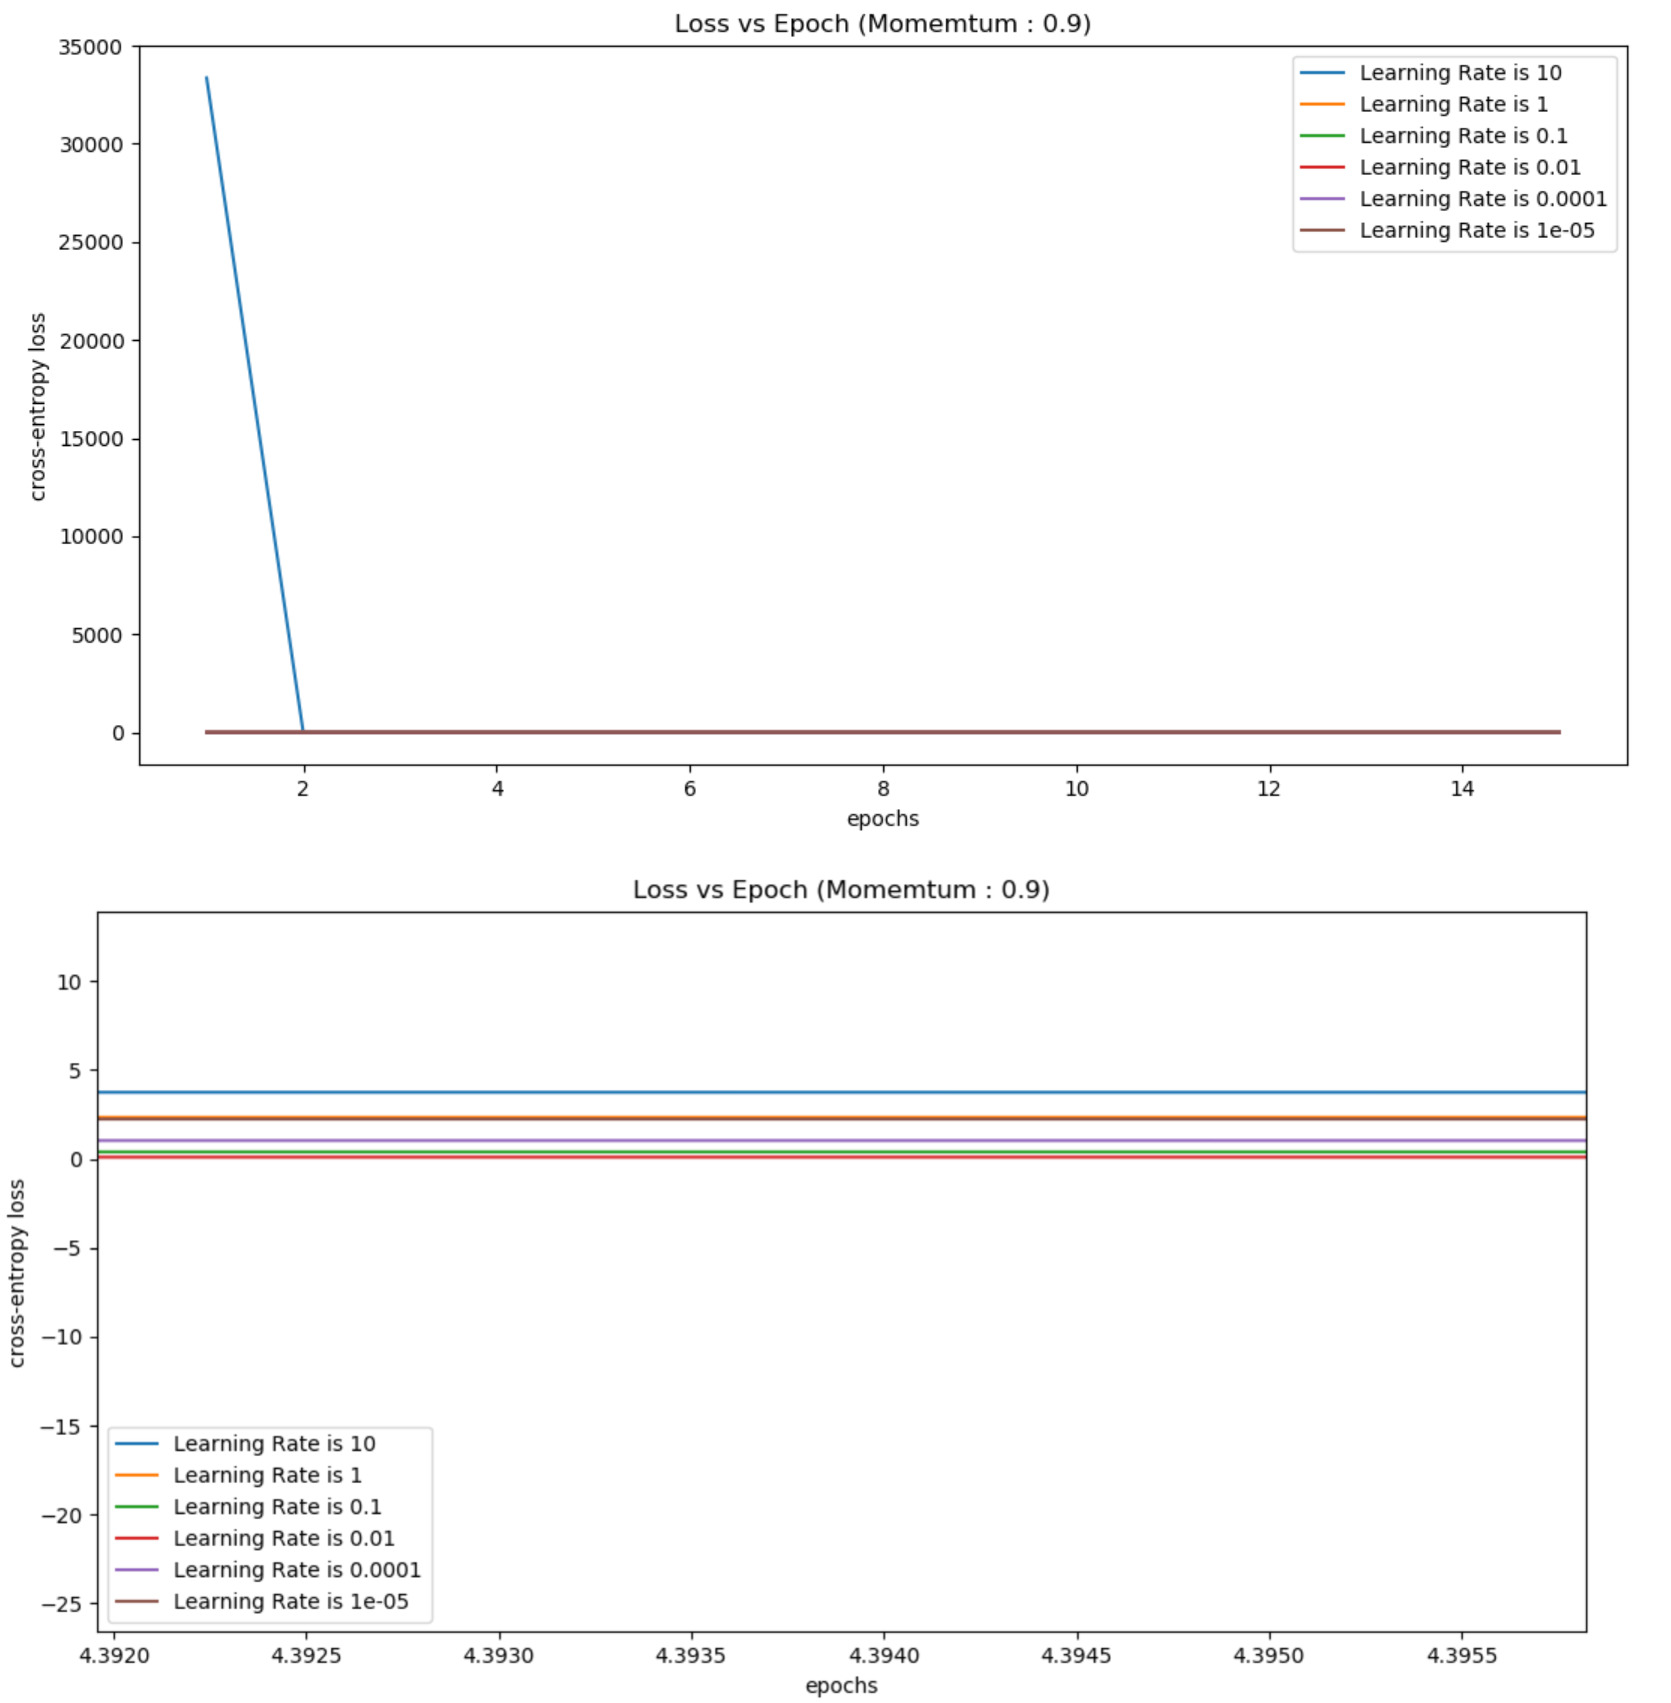 Loss vs Epoch (Momemtum : 0.9)
35000
30000
25000
20000
15000
10000
5000
0
cross-entropy loss
Learning Rate is 10
Learning Rate is 1
Learning Rate is 0.1
Learning Rate is 0.01
Learning Rate is 0.0001
Learning Rate is 1e-05
2 4 6 8 10 12 14
epochs
Loss vs Epoch (Momemtum : 0.9)
10
5
0
−5
−10
−15
−20
−25
cross-entropy loss
Learning Rate is 10
Learning Rate is 1
Learning Rate is 0.1
Learning Rate is 0.01
Learning Rate is 0.0001
Learning Rate is 1e-05
4.3920 4.3925 4.3930 4.3935 4.3940 4.3945 4.3950 4.3955
epochs